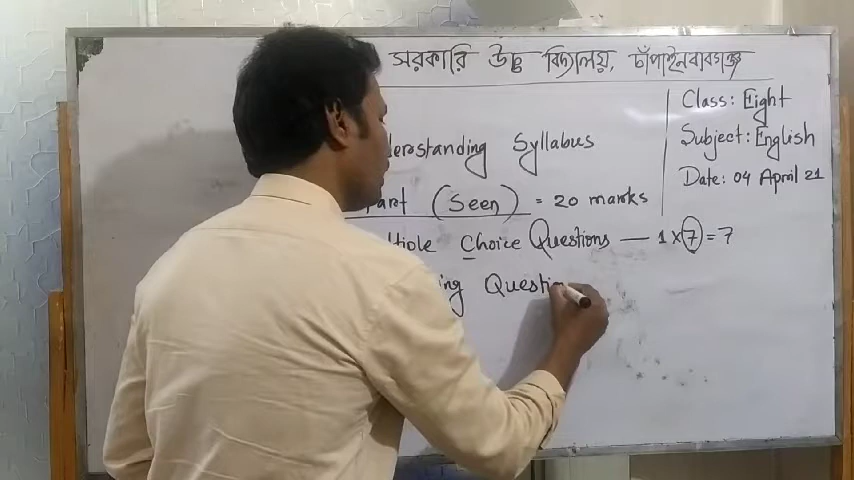 সরকারি উচ্চ বিদ্যালয়, চাঁপাইনবাবগঞ্জ
Class: Eight
Subject: English
Date: 04 April 21
Syllabus
(Seen) = 20 marks
Choice Questions — 1 × 7 = 7